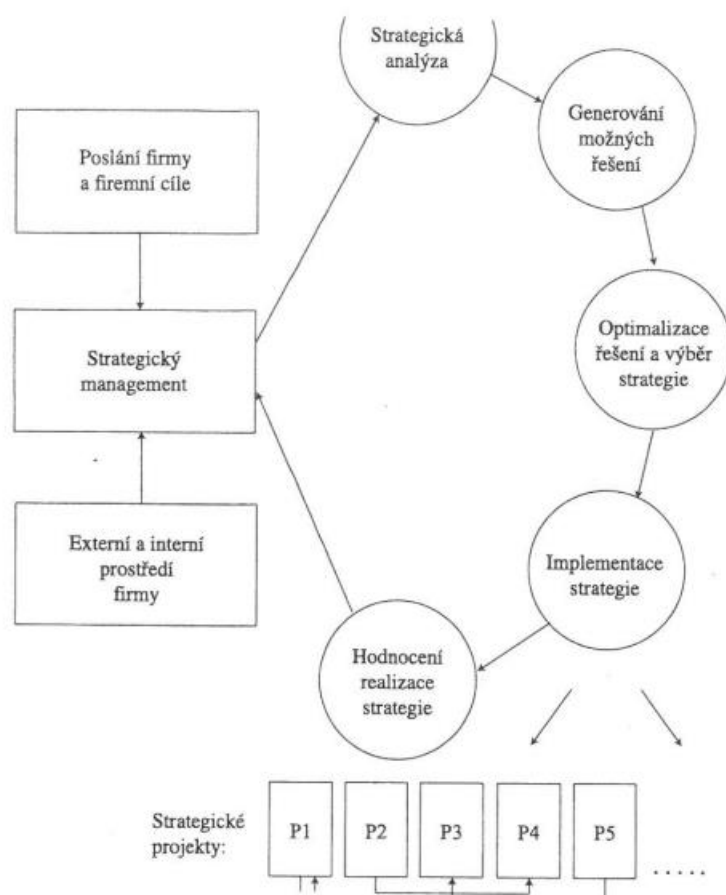 Strategická
analýza
Generování
možných
řešení
Poslání firmy
a firemní cíle
Strategický
management
Optimalizace
řešení a výběr
strategie
Externí a interní
prostředí
firmy
Implementace
strategie
Hodnocení
realizace
strategie
Strategické
projekty:
P1 P2 P3 P4 P5 .....